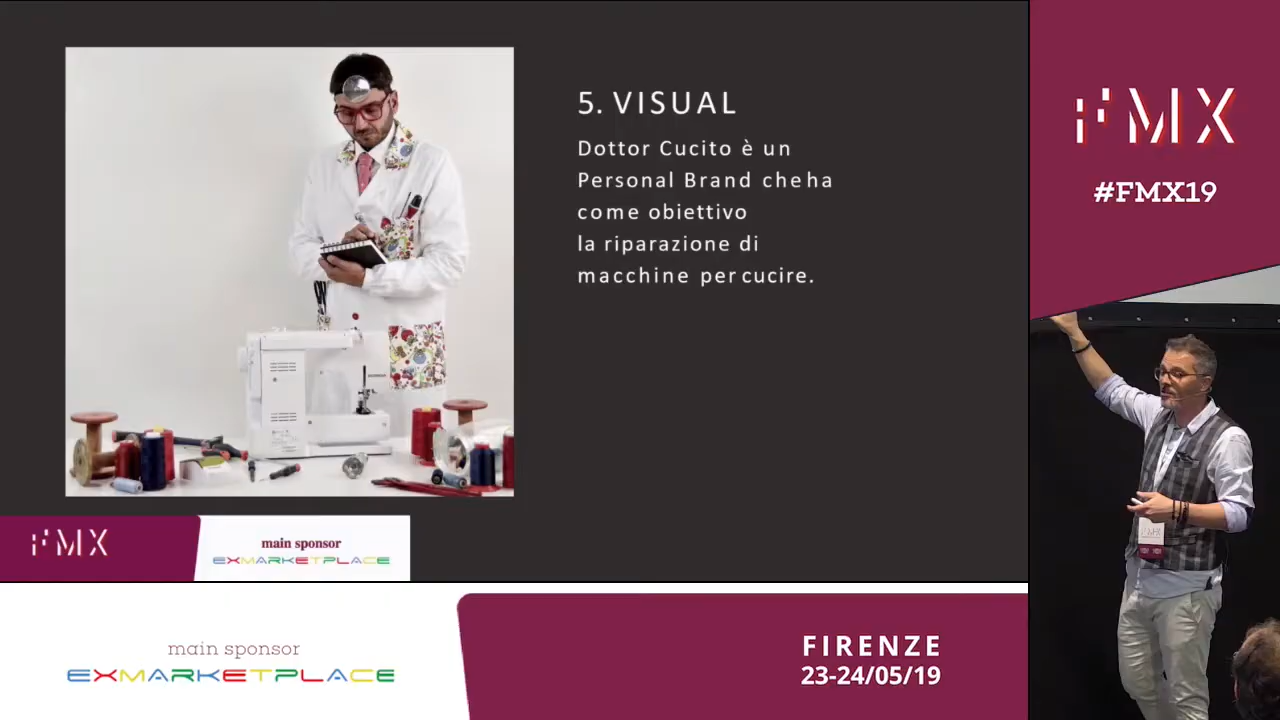 5. VISUAL
Dottor Cucito è un
Personal Brand che ha
come obiettivo
la riparazione di
macchine per cucire.
FMX
main sponsor
EXMARKETPLACE
main sponsor
EXMARKETPLACE
FIRENZE
23-24/05/19
FMX
#FMX19